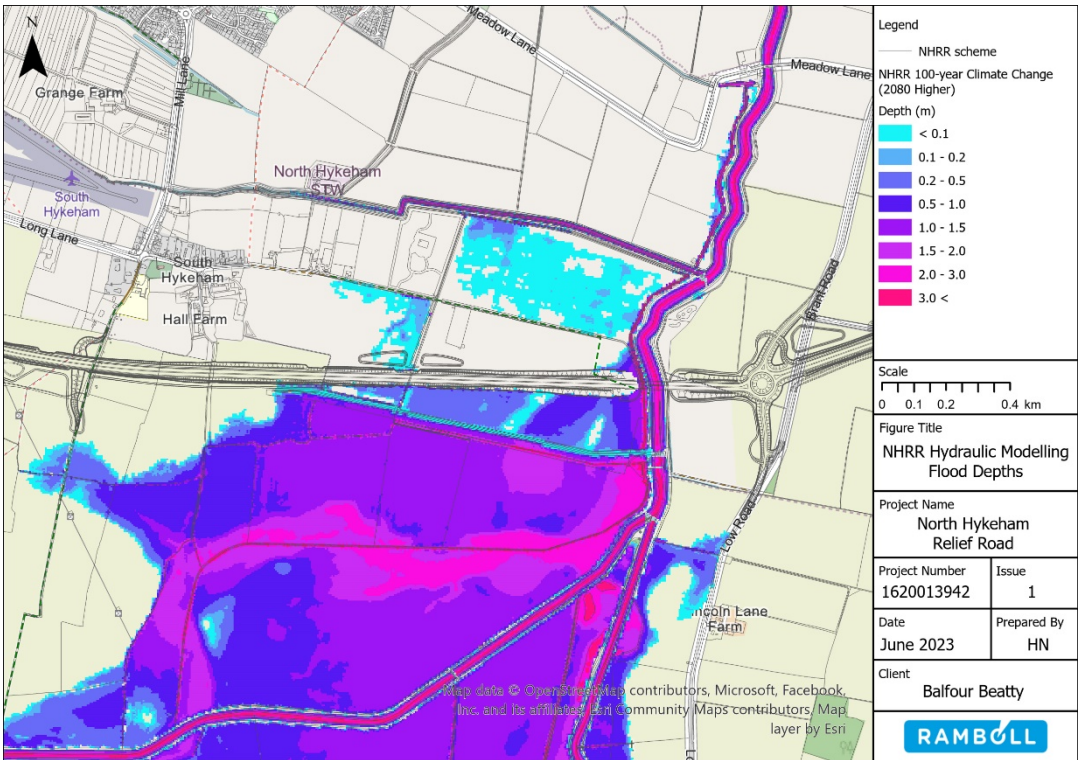 N
Meadow Lane
Meadow Lane
Mill Lane
Grange Farm
North Hykeham
STW
South
Hykeham
Long Lane
South
Hykeham
Hall Farm
Brant Road
Low Road
Lincoln Lane
Farm
Map data © OpenStreetMap contributors, Microsoft, Facebook,
Inc. and its affiliates, Esri Community Maps contributors, Map
layer by Esri
Legend
NHRR scheme
NHRR 100-year Climate Change
(2080 Higher)
Depth (m)
< 0.1
0.1 - 0.2
0.2 - 0.5
0.5 - 1.0
1.0 - 1.5
1.5 - 2.0
2.0 - 3.0
3.0 <
Scale
0 0.1 0.2 0.4 km
Figure Title
NHRR Hydraulic Modelling
Flood Depths
Project Name
North Hykeham
Relief Road
Project Number
1620013942
Issue
1
Date
June 2023
Prepared By
HN
Client
Balfour Beatty
RAMBOLL